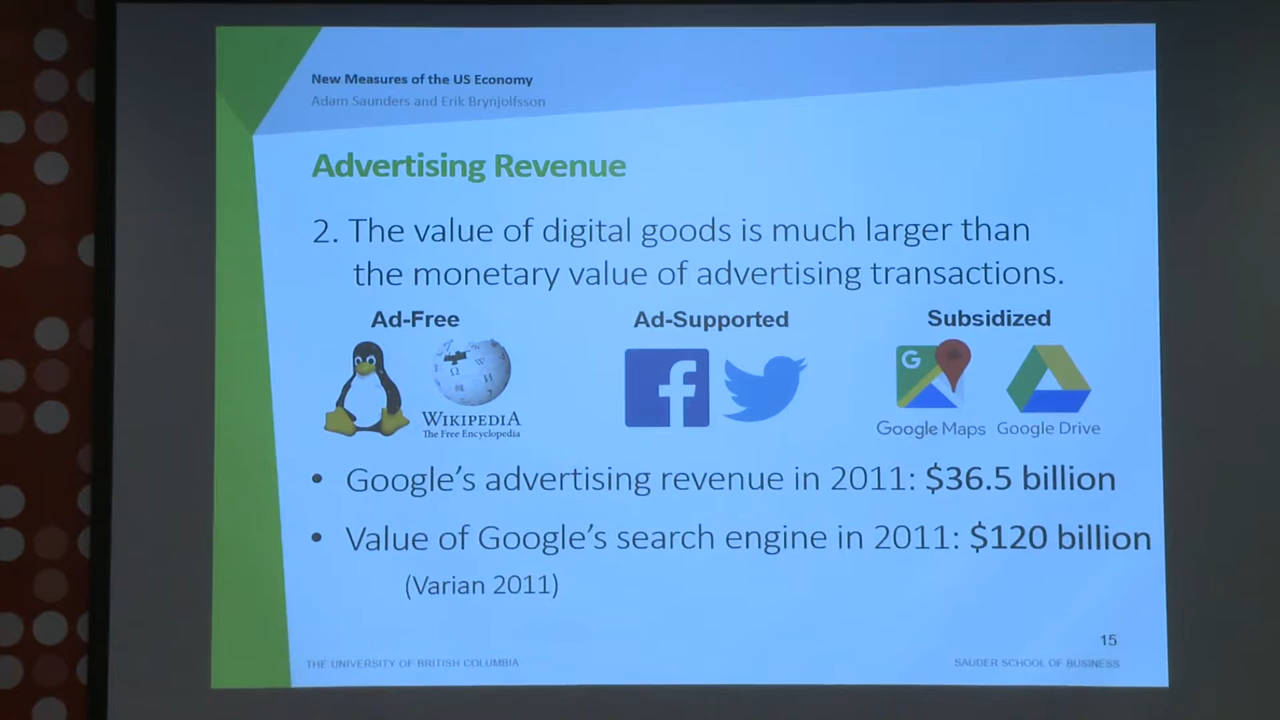 New Measures of the US Economy
Adam Saunders and Erik Brynjolfsson
Advertising Revenue
2. The value of digital goods is much larger than
the monetary value of advertising transactions.
Ad-Free
Ad-Supported
Subsidized
G
f
W
Ω
WIKIPEDIA
The Free Encyclopedia
Google Maps
Google Drive
• Google's advertising revenue in 2011: $36.5 billion
• Value of Google's search engine in 2011: $120 billion
(Varian 2011)
15
THE UNIVERSITY OF BRITISH COLUMBIA
SAUDER SCHOOL OF BUSINESS